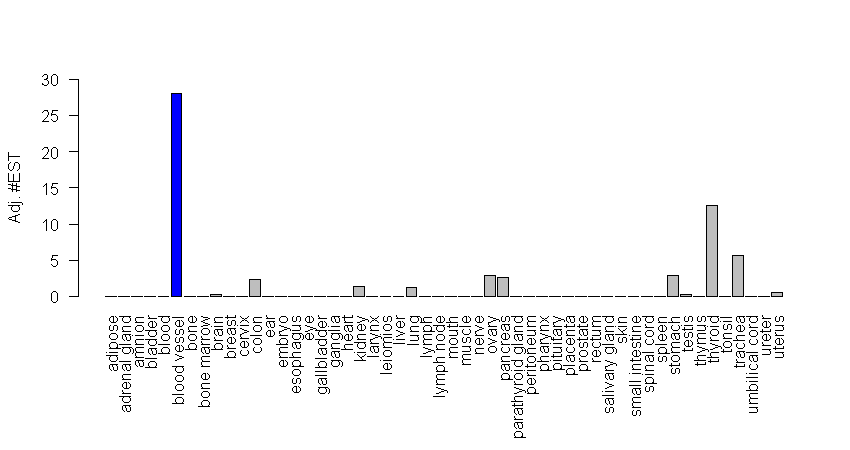 Adj. #EST
30
25
20
15
10
5
0
adipose
adrenal gland
amnion
bladder
blood
blood vessel
bone
bone marrow
brain
breast
cervix
colon
ear
embryo
esophagus
eye
gallbladder
ganglia
heart
kidney
larynx
leiomios
liver
lung
lymph
lymph node
mouth
muscle
nerve
ovary
pancreas
parathyroid gland
peritoneum
pharynx
pituitary
placenta
prostate
rectum
salivary gland
skin
small intestine
spinal cord
spleen
stomach
testis
thymus
thyroid
tonsil
trachea
umbilical cord
ureter
uterus